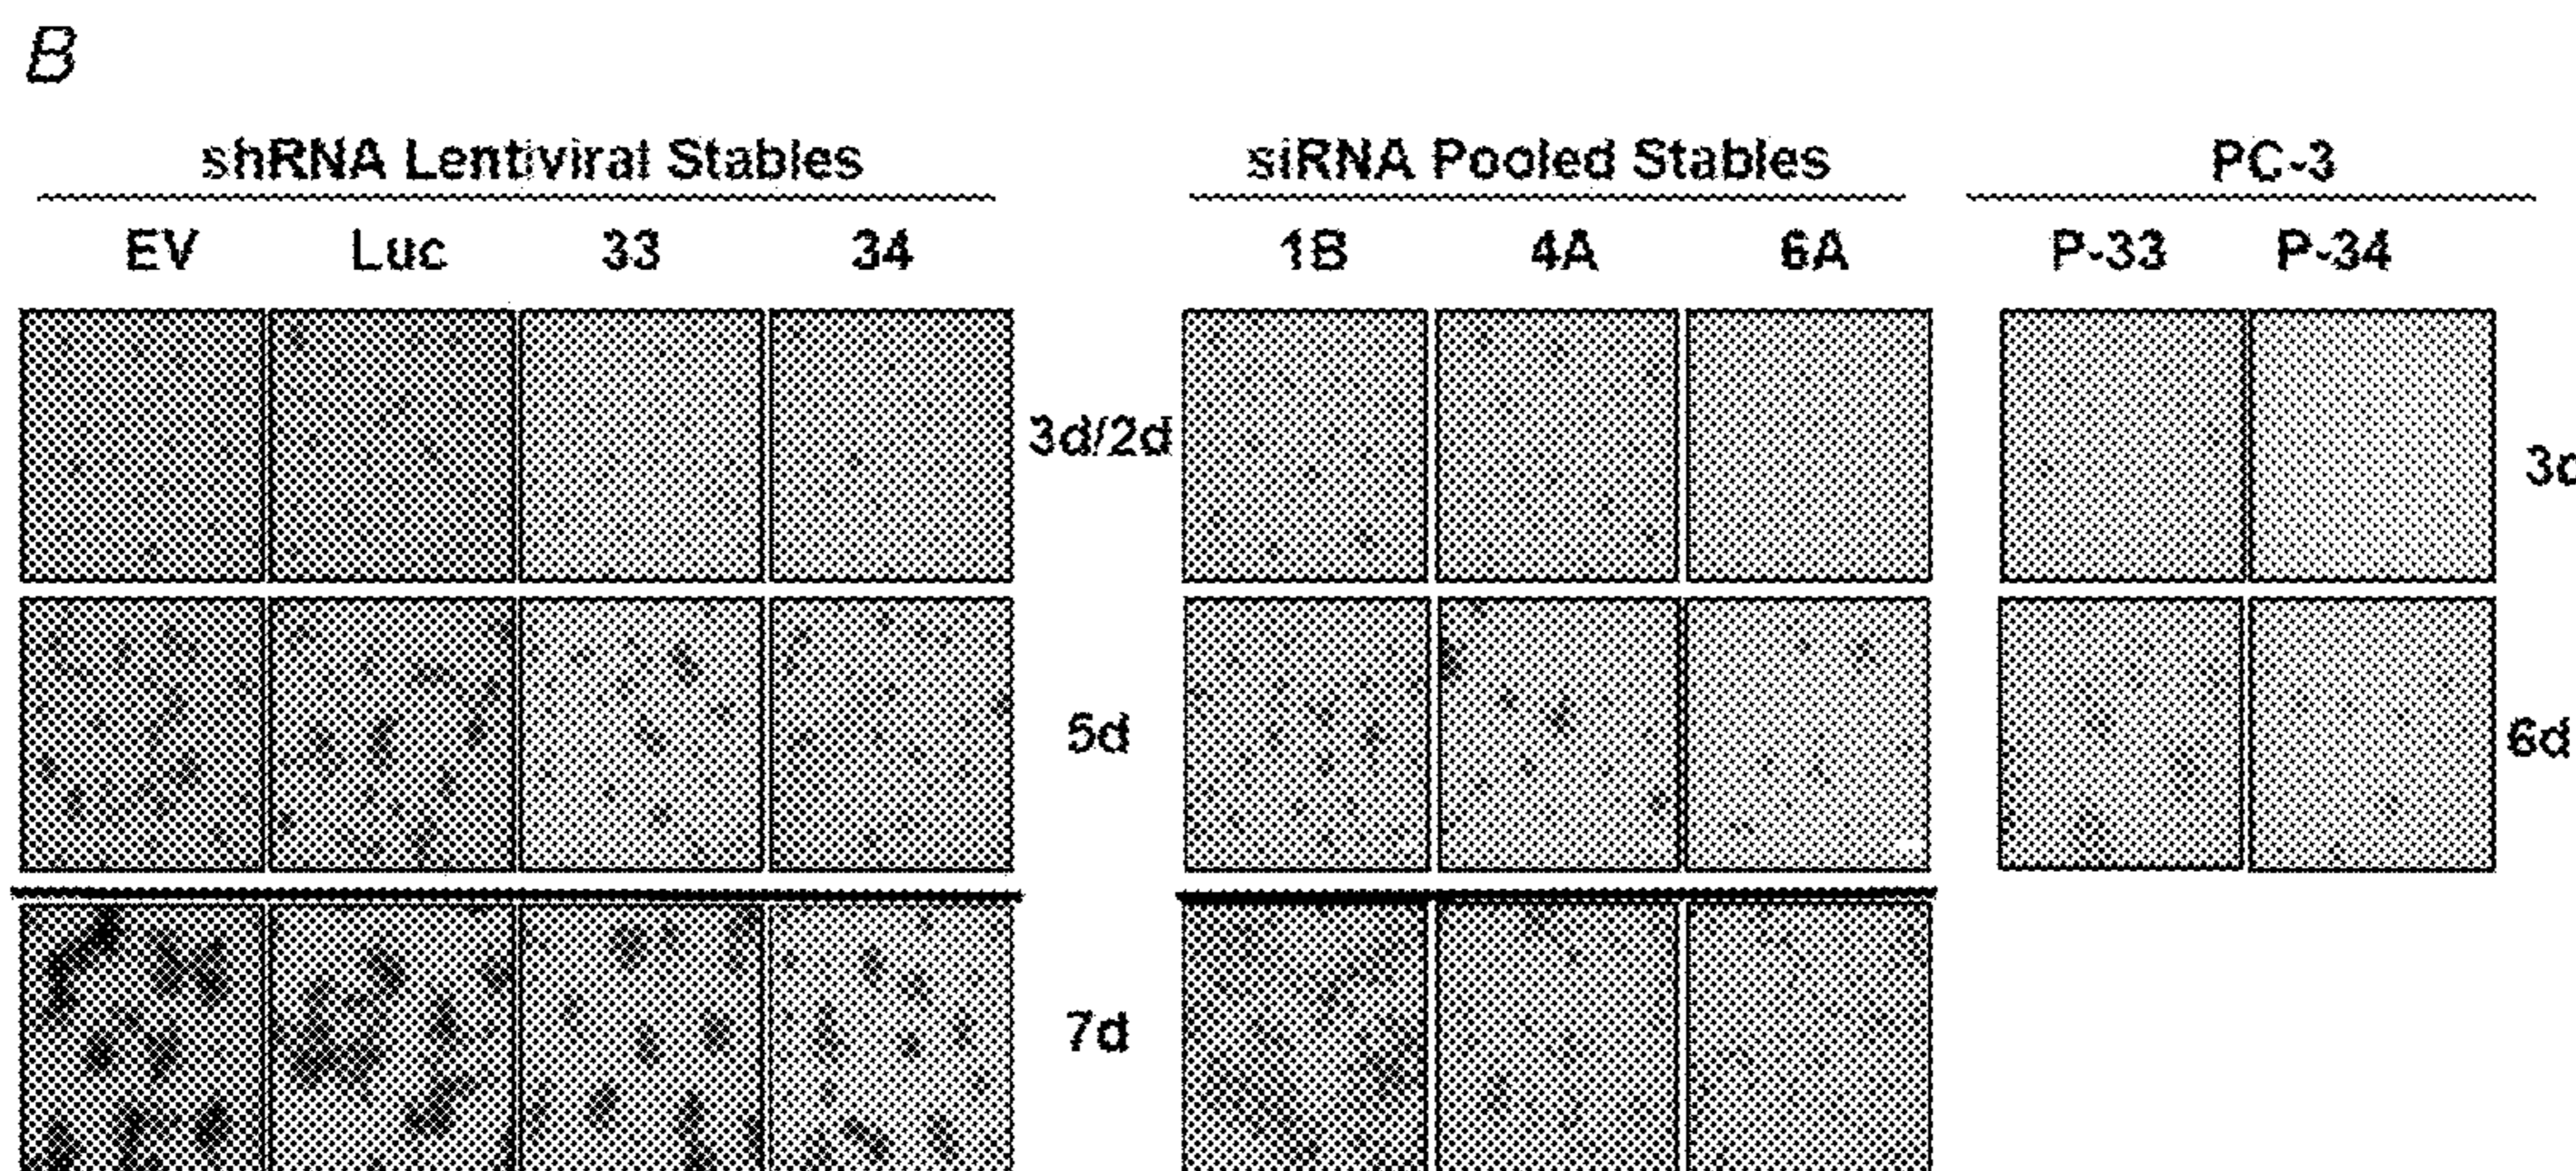 B
shRNA Lentiviral Stables siRNA Pooled Stables PC-3
EV Luc 33 34 1B 4A 6A P-33 P-34
3d/2d
5d 6d
7d